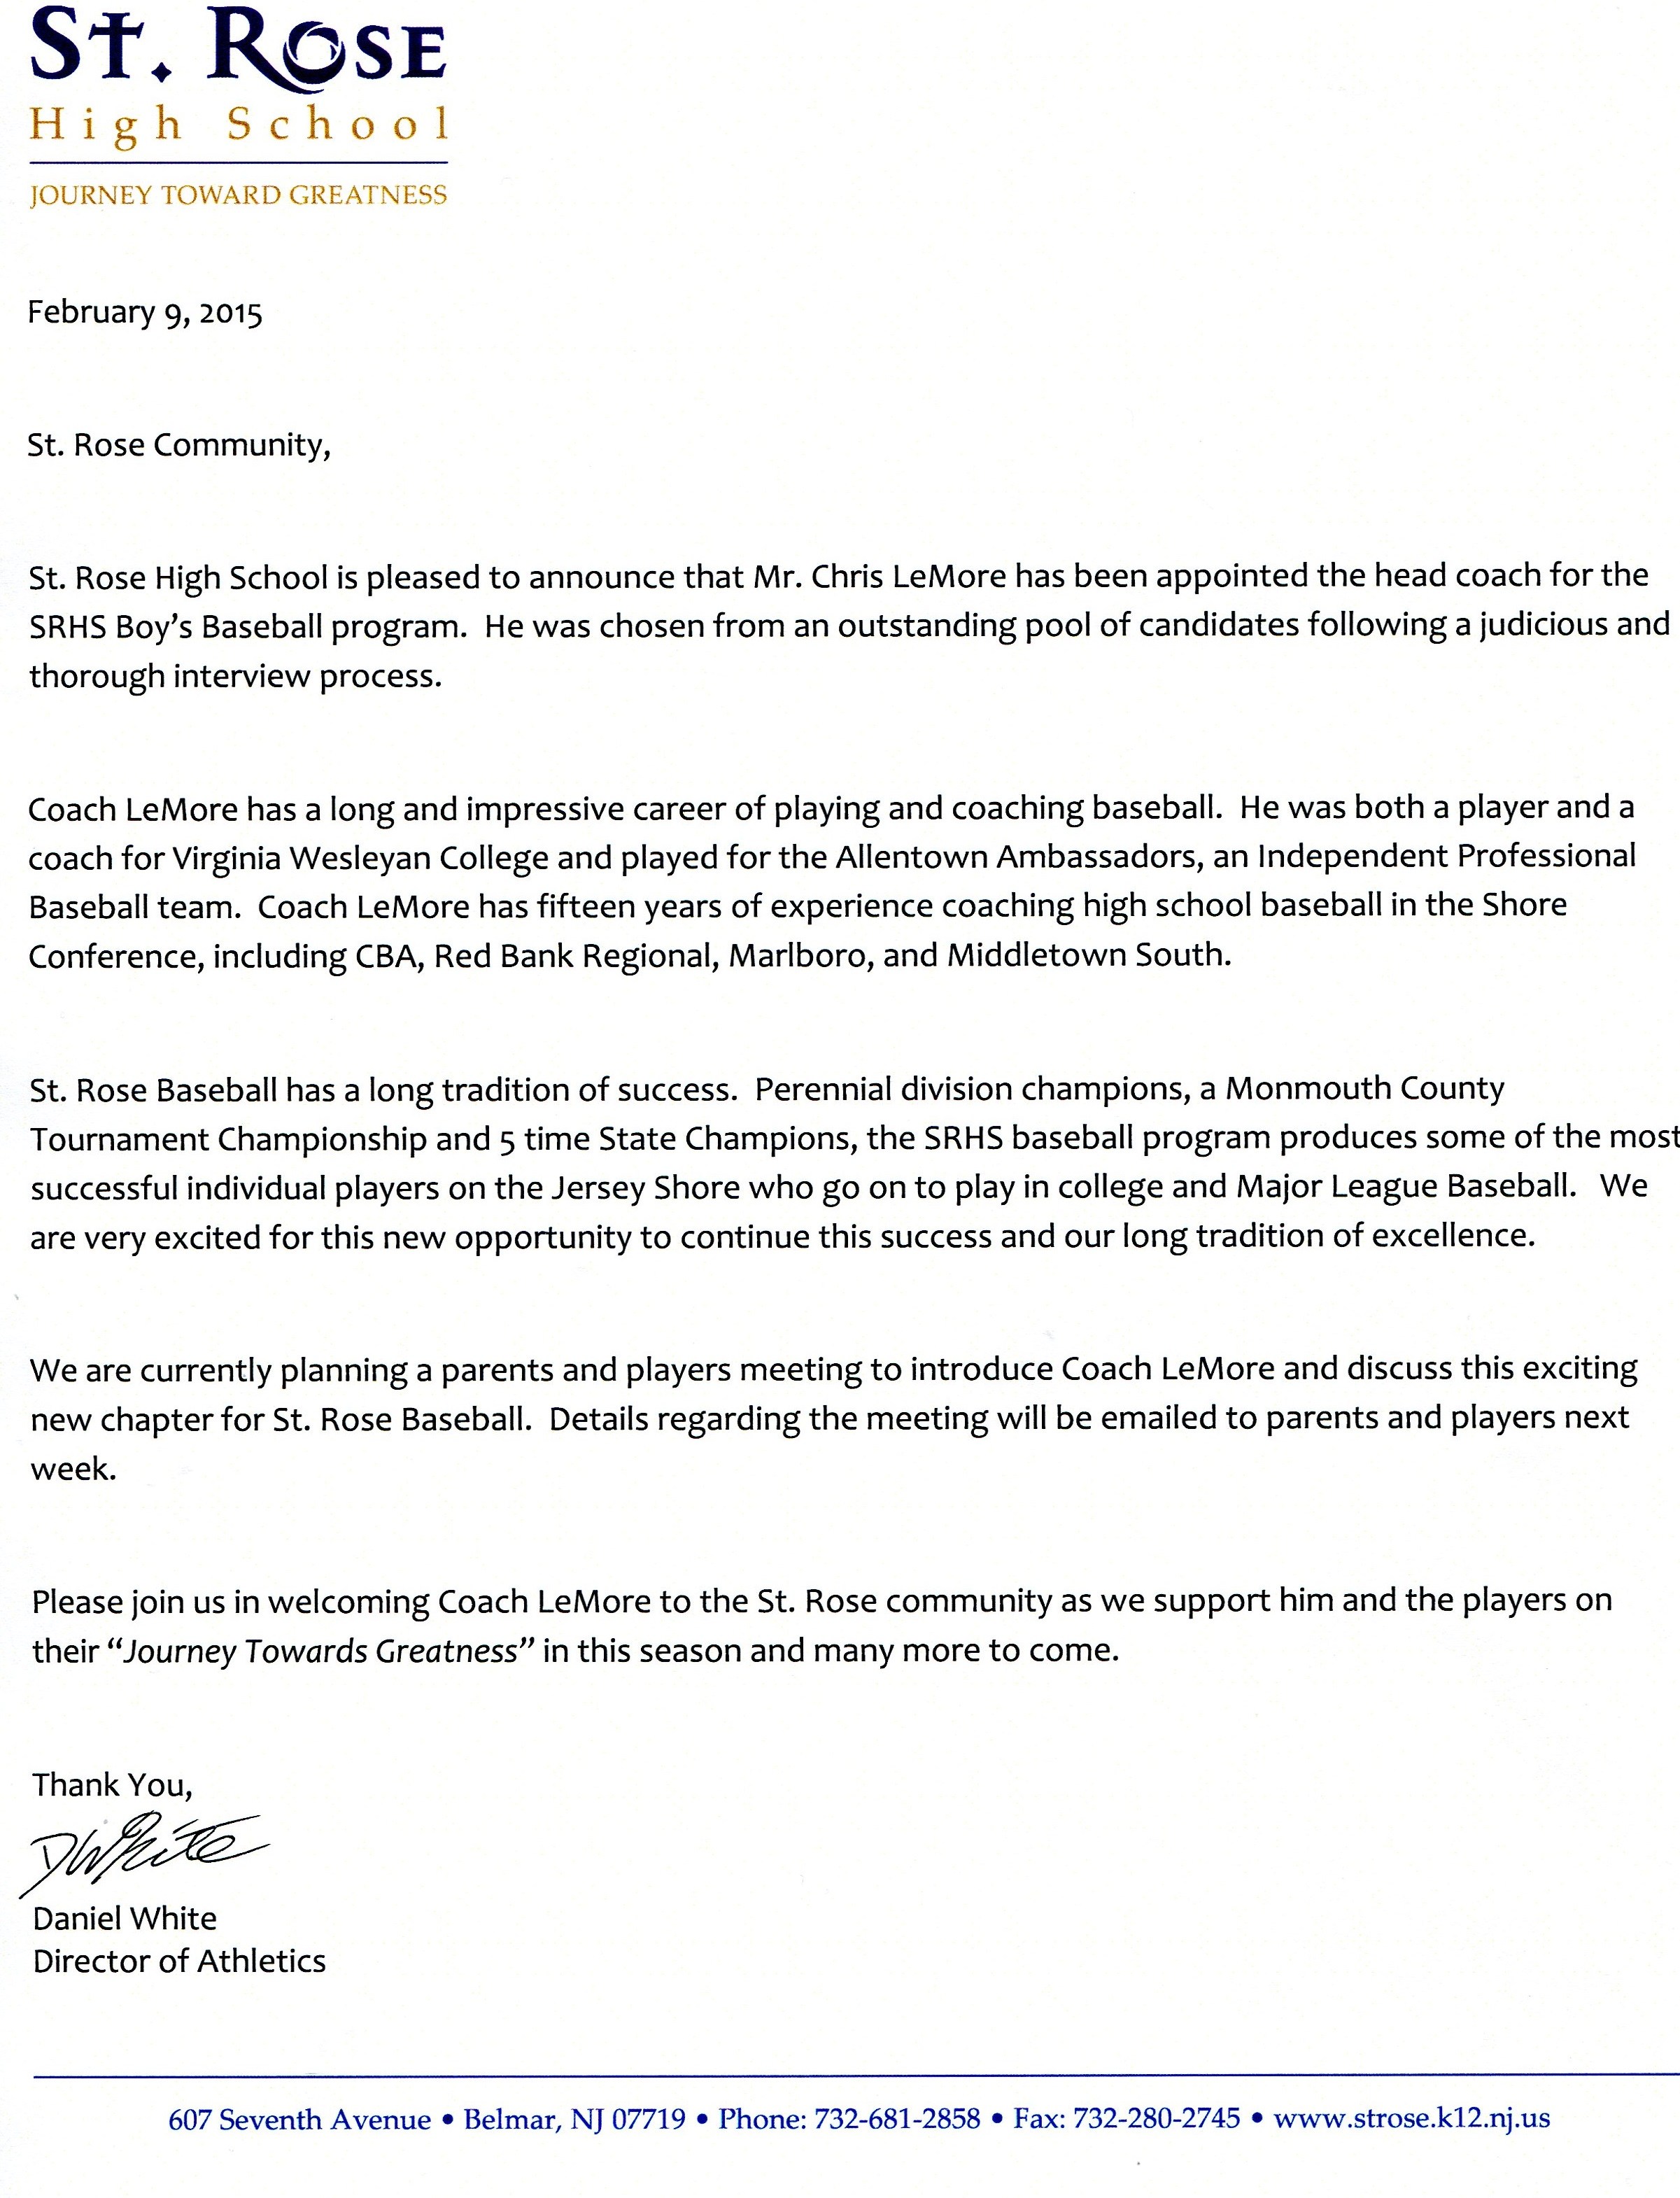 St. Rose
High School
JOURNEY TOWARD GREATNESS
February 9, 2015
St. Rose Community,
St. Rose High School is pleased to announce that Mr. Chris LeMore has been appointed the head coach for the
SRHS Boy's Baseball program.  He was chosen from an outstanding pool of candidates following a judicious and
thorough interview process.
Coach LeMore has a long and impressive career of playing and coaching baseball.  He was both a player and a
coach for Virginia Wesleyan College and played for the Allentown Ambassadors, an Independent Professional
Baseball team.  Coach LeMore has fifteen years of experience coaching high school baseball in the Shore
Conference, including CBA, Red Bank Regional, Marlboro, and Middletown South.
St. Rose Baseball has a long tradition of success.  Perennial division champions, a Monmouth County
Tournament Championship and 5 time State Champions, the SRHS baseball program produces some of the most
successful individual players on the Jersey Shore who go on to play in college and Major League Baseball.   We
are very excited for this new opportunity to continue this success and our long tradition of excellence.
We are currently planning a parents and players meeting to introduce Coach LeMore and discuss this exciting
new chapter for St. Rose Baseball.  Details regarding the meeting will be emailed to parents and players next
week.
Please join us in welcoming Coach LeMore to the St. Rose community as we support him and the players on
their “Journey Towards Greatness” in this season and many more to come.
Thank You,
DWhite
Daniel White
Director of Athletics
607 Seventh Avenue • Belmar, NJ 07719 • Phone: 732-681-2858 • Fax: 732-280-2745 • www.strose.k12.nj.us